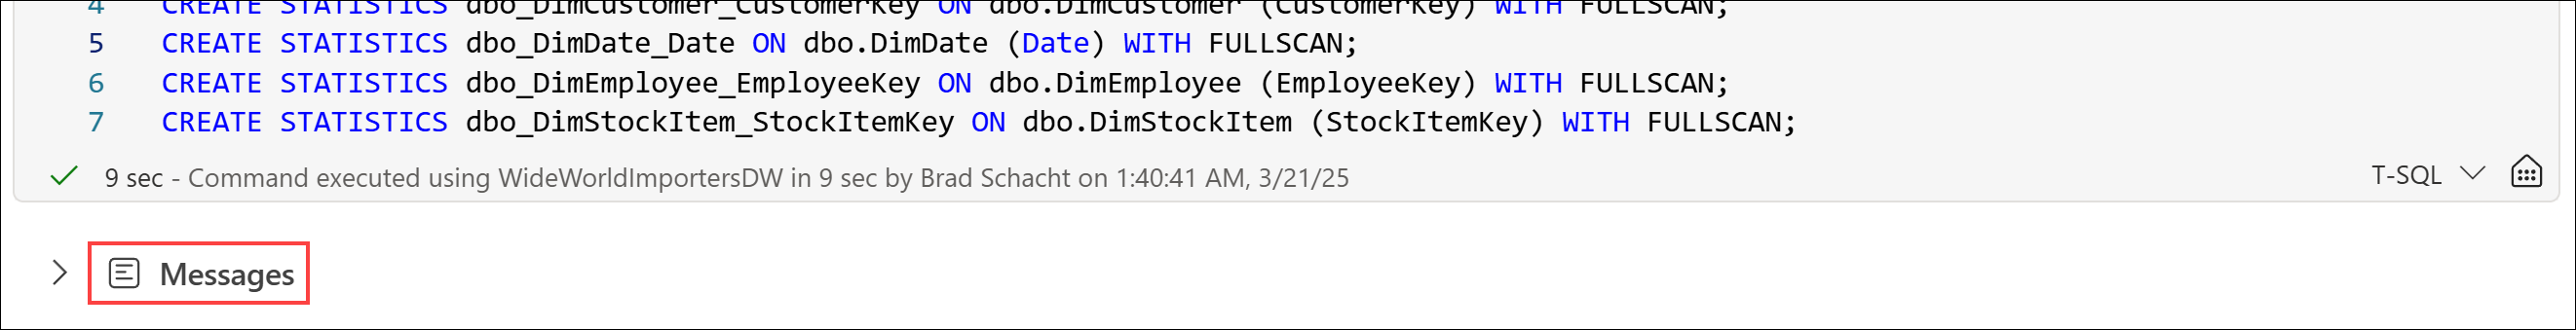 4 CREATE STATISTICS dbo_DimCustomer_CustomerKey ON dbo.DimCustomer (CustomerKey) WITH FULLSCAN;
5 CREATE STATISTICS dbo_DimDate_Date ON dbo.DimDate (Date) WITH FULLSCAN;
6 CREATE STATISTICS dbo_DimEmployee_EmployeeKey ON dbo.DimEmployee (EmployeeKey) WITH FULLSCAN;
7 CREATE STATISTICS dbo_DimStockItem_StockItemKey ON dbo.DimStockItem (StockItemKey) WITH FULLSCAN;
9 sec - Command executed using WideWorldImportersDW in 9 sec by Brad Schacht on 1:40:41 AM, 3/21/25
T-SQL
Messages